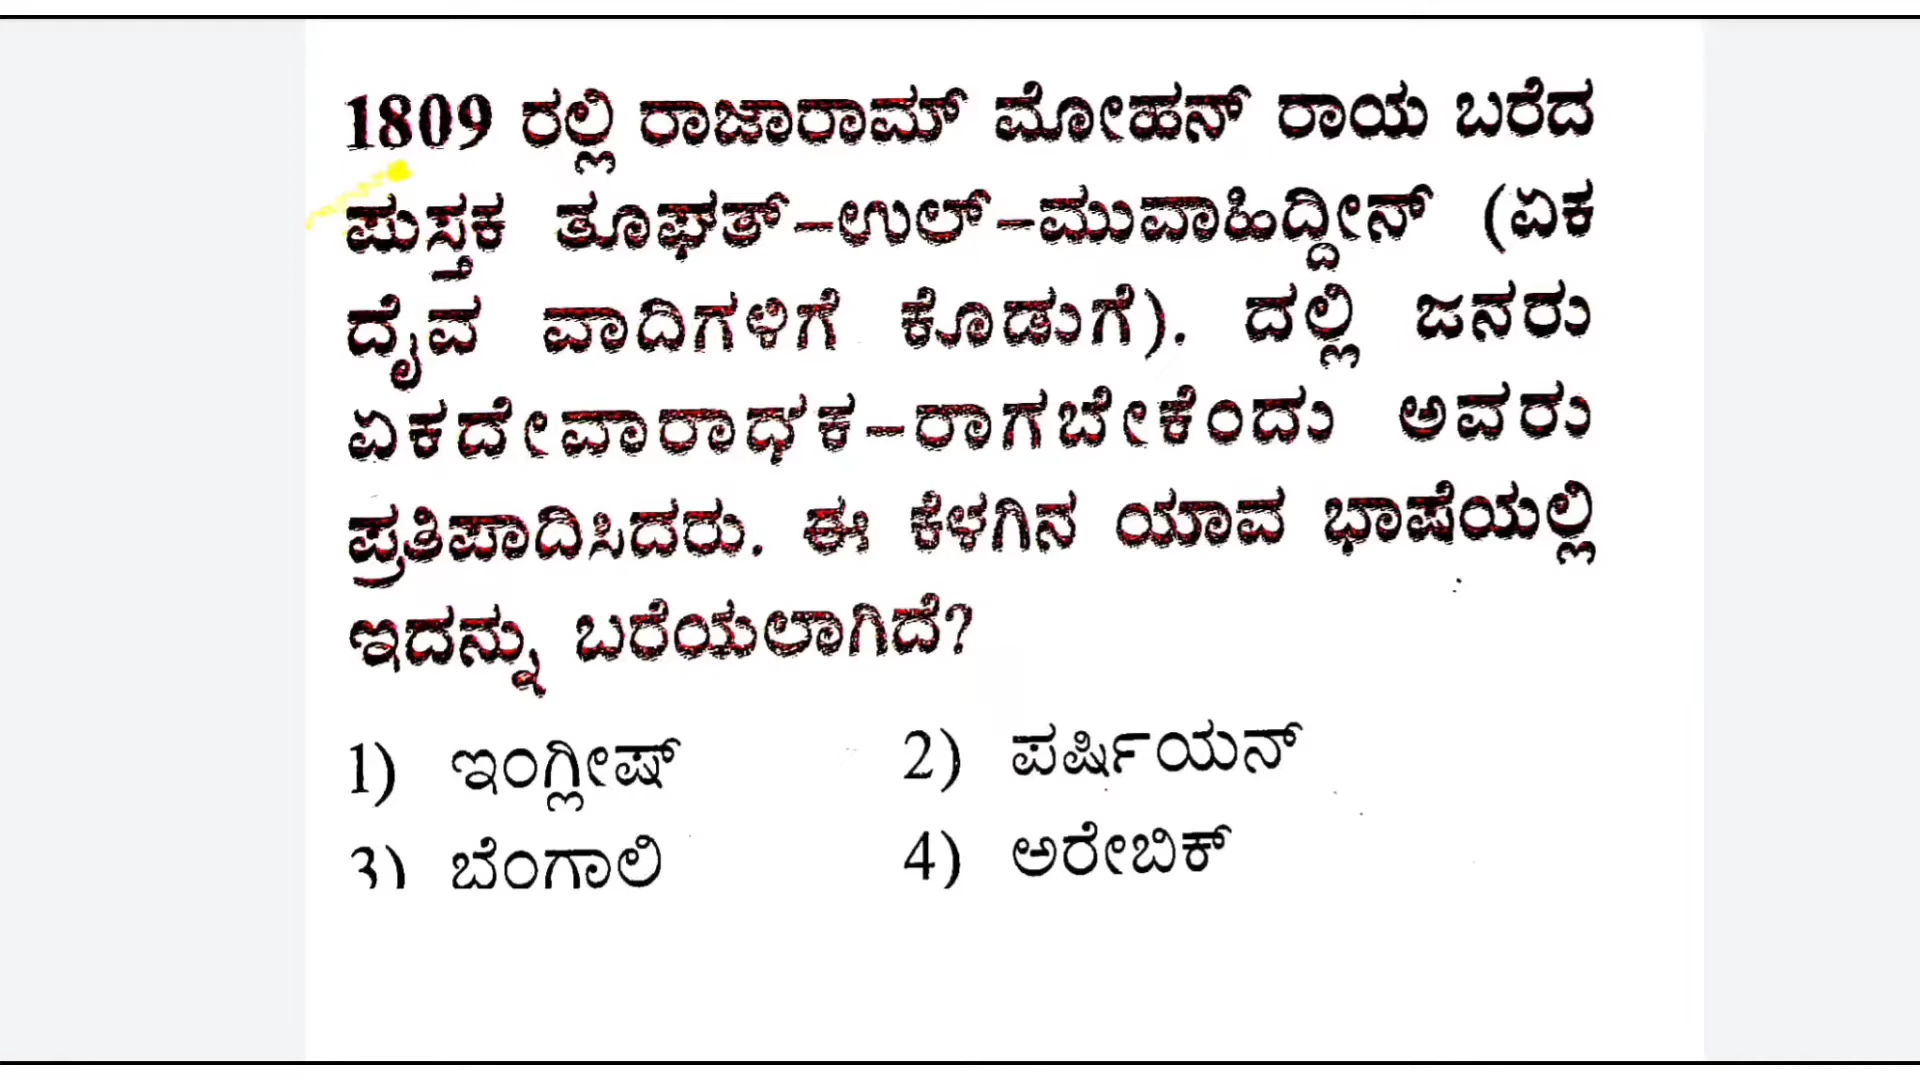 1809 ರಲ್ಲಿ ರಾಜಾರಾಮ್ ಮೋಹನ್ ರಾಯ ಬರೆದ
ಪುಸ್ತಕ ತೂಫತ್-ಉಲ್-ಮುವಾಹಿದ್ದೀನ್ (ಏಕ
ದೈವ ವಾದಿಗಳಿಗೆ ಕೊಡುಗೆ). ದಲ್ಲಿ ಜನರು
ಏಕದೇವಾರಾಧಕ-ರಾಗಬೇಕೆಂದು ಅವರು
ಪ್ರತಿಪಾದಿಸಿದರು. ಈ ಕೆಳಗಿನ ಯಾವ ಭಾಷೆಯಲ್ಲಿ
ಇದನ್ನು ಬರೆಯಲಾಗಿದೆ?
1) ಇಂಗ್ಲೀಷ್ 2) ಪರ್ಷಿಯನ್
3) ಬೆಂಗಾಲಿ 4) ಅರೇಬಿಕ್